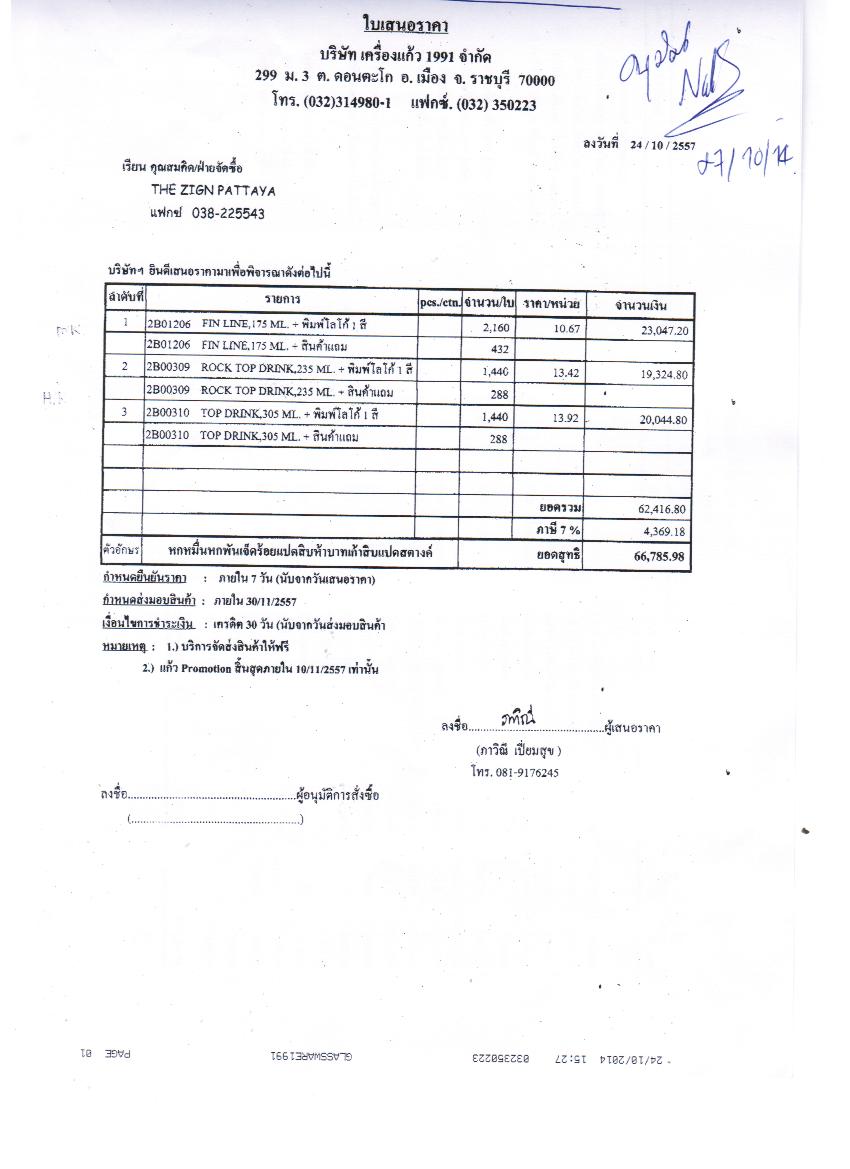 ใบเสนอราคา
บริษัท เครื่องแก้ว 1991 จำกัด
299 ม. 3 ต. ดอนตะโก อ. เมือง จ. ราชบุรี 70000
โทร. (032)314980-1 แฟกซ์. (032) 350223
ลงวันที่ 24 / 10 / 2557
27/10/14
เรียน คุณสมคิด/ฝ่ายจัดซื้อ
THE ZIGN PATTAYA
แฟกซ์ 038-225543
บริษัทฯ ยินดีเสนอราคามาเพื่อพิจารณาดังต่อไปนี้
ลำดับที่ รายการ pcs./ctn. จำนวน/ใบ ราคา/หน่วย จำนวนเงิน
1 2B01206 FIN LINE,175 ML. + พิมพ์โลโก้ 1 สี 2,160 10.67 23,047.20
2B01206 FIN LINE,175 ML. + สินค้าแถม 432
2 2B00309 ROCK TOP DRINK,235 ML. + พิมพ์โลโก้ 1 สี 1,440 13.42 19,324.80
2B00309 ROCK TOP DRINK,235 ML. + สินค้าแถม 288
3 2B00310 TOP DRINK,305 ML. + พิมพ์โลโก้ 1 สี 1,440 13.92 20,044.80
2B00310 TOP DRINK,305 ML. + สินค้าแถม 288
ยอดรวม 62,416.80
ภาษี 7 % 4,369.18
ตัวอักษร หกหมื่นหกพันเจ็ดร้อยแปดสิบห้าบาทเก้าสิบแปดสตางค์ ยอดสุทธิ 66,785.98
กำหนดยืนยันราคา : ภายใน 7 วัน (นับจากวันเสนอราคา)
กำหนดส่งมอบสินค้า : ภายใน 30/11/2557
เงื่อนไขการชำระเงิน : เครดิต 30 วัน (นับจากวันส่งมอบสินค้า
หมายเหตุ : 1.) บริการจัดส่งสินค้าให้ฟรี
2.) แก้ว Promotion สิ้นสุดภายใน 10/11/2557 เท่านั้น
ลงชื่อ..............................................ผู้เสนอราคา
(ภาวิณี เปี่ยมสุข )
โทร. 081-9176245
ลงชื่อ........................................................ผู้อนุมัติการสั่งซื้อ
(........................................................)
24/10/2014 15:27 032350223 GLASSWARE1991 PAGE 01